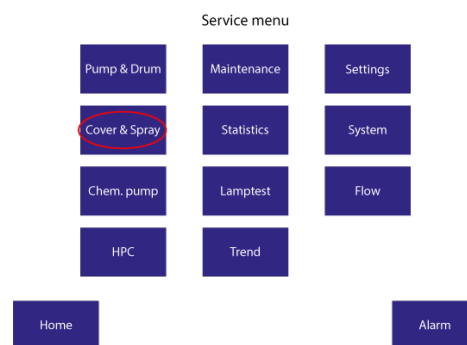 Service menu
Pump & Drum
Maintenance
Settings
Cover & Spray
Statistics
System
Chem. pump
Lamptest
Flow
HPC
Trend
Home
Alarm